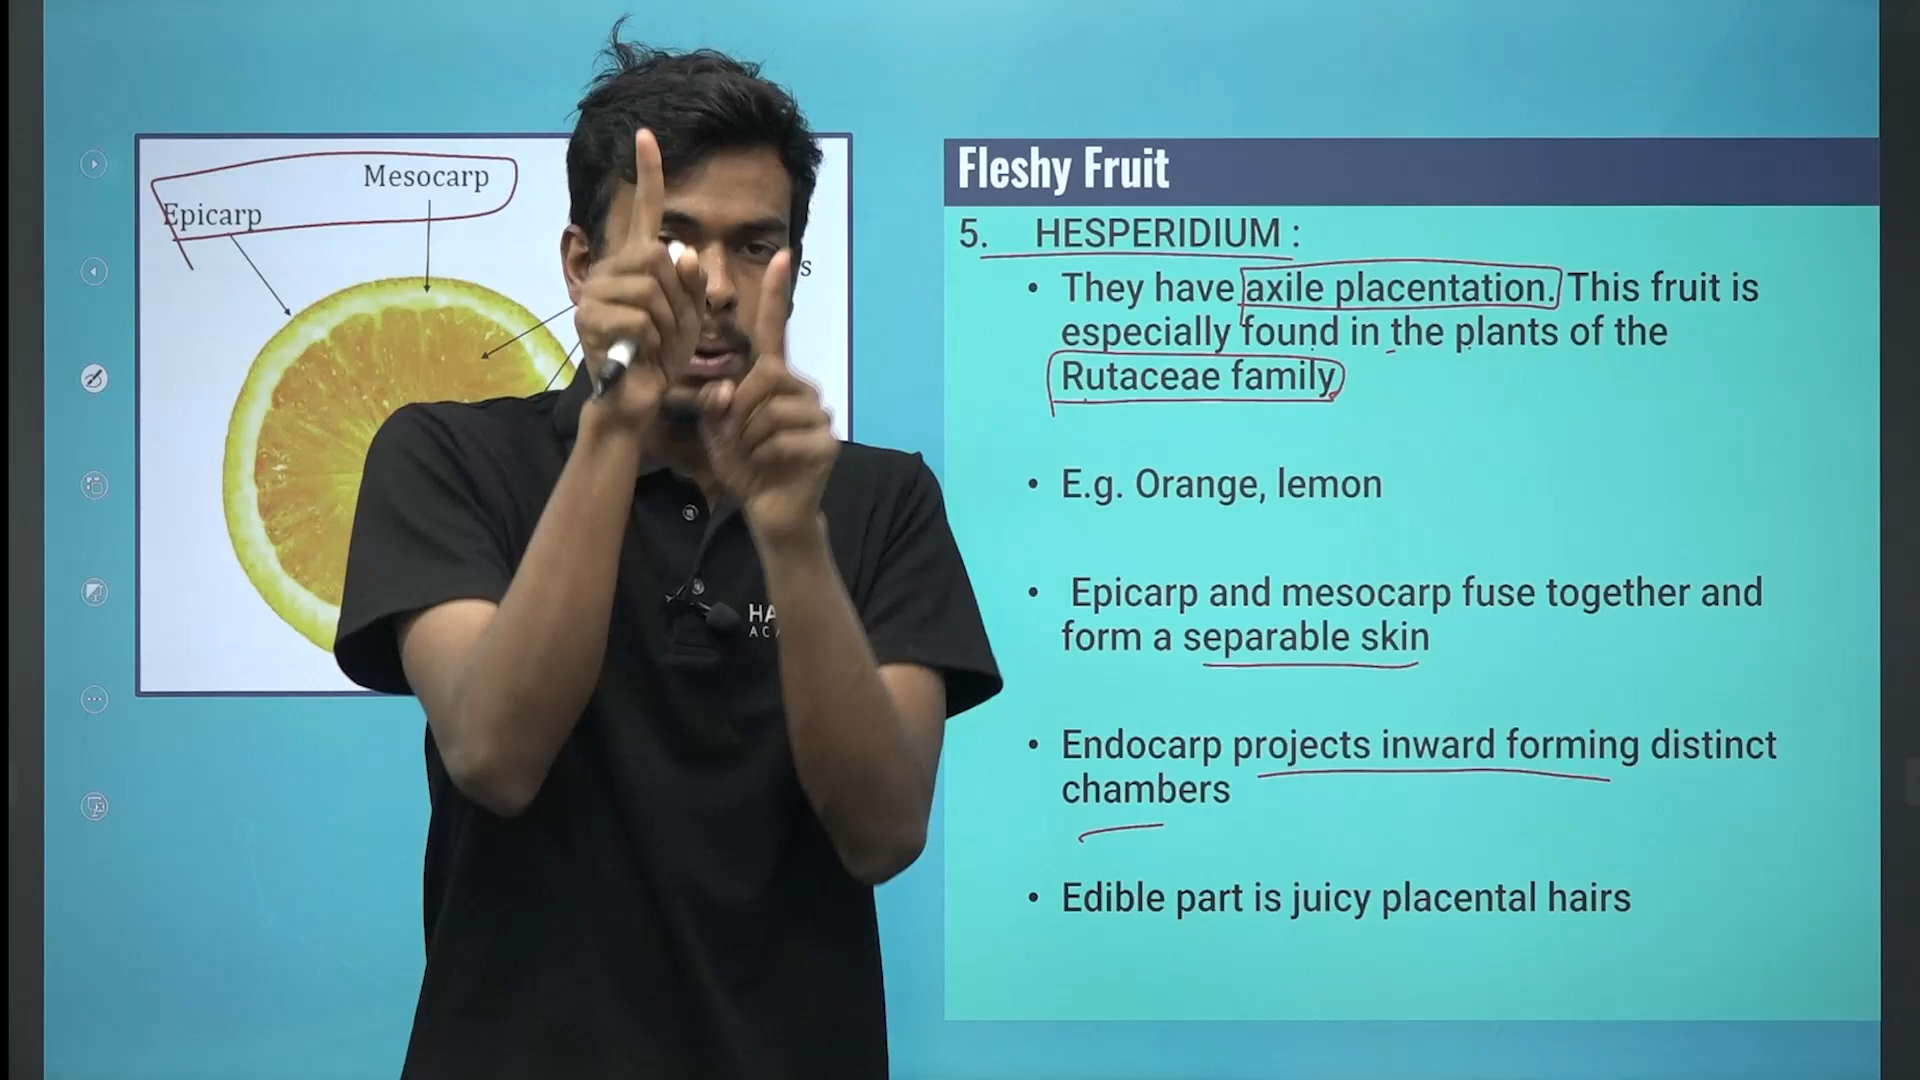 Mesocarp
Epicarp
s
Fleshy Fruit
5. HESPERIDIUM :
• They have axile placentation. This fruit is
especially found in the plants of the
Rutaceae family
• E.g. Orange, lemon
• Epicarp and mesocarp fuse together and
form a separable skin
• Endocarp projects inward forming distinct
chambers
• Edible part is juicy placental hairs
HA
AC